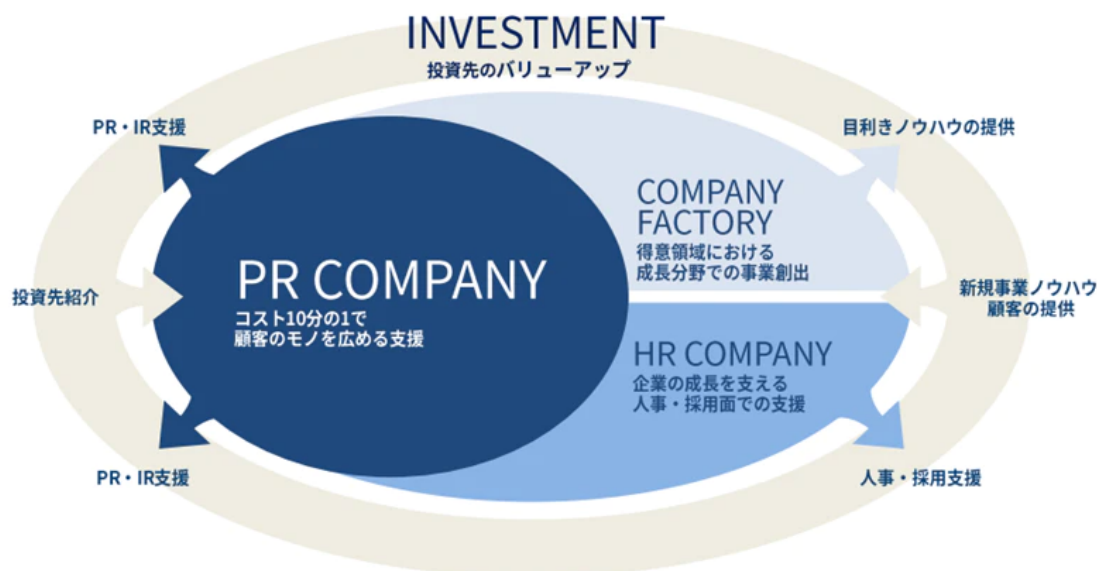 INVESTMENT
投資先のバリューアップ
PR・IR支援
目利きノウハウの提供
COMPANY
FACTORY
得意領域における
成長分野での事業創出
PR COMPANY
コスト10分の1で
顧客のモノを広める支援
投資先紹介
新規事業ノウハウ
顧客の提供
HR COMPANY
企業の成長を支える
人事・採用面での支援
PR・IR支援
人事・採用支援